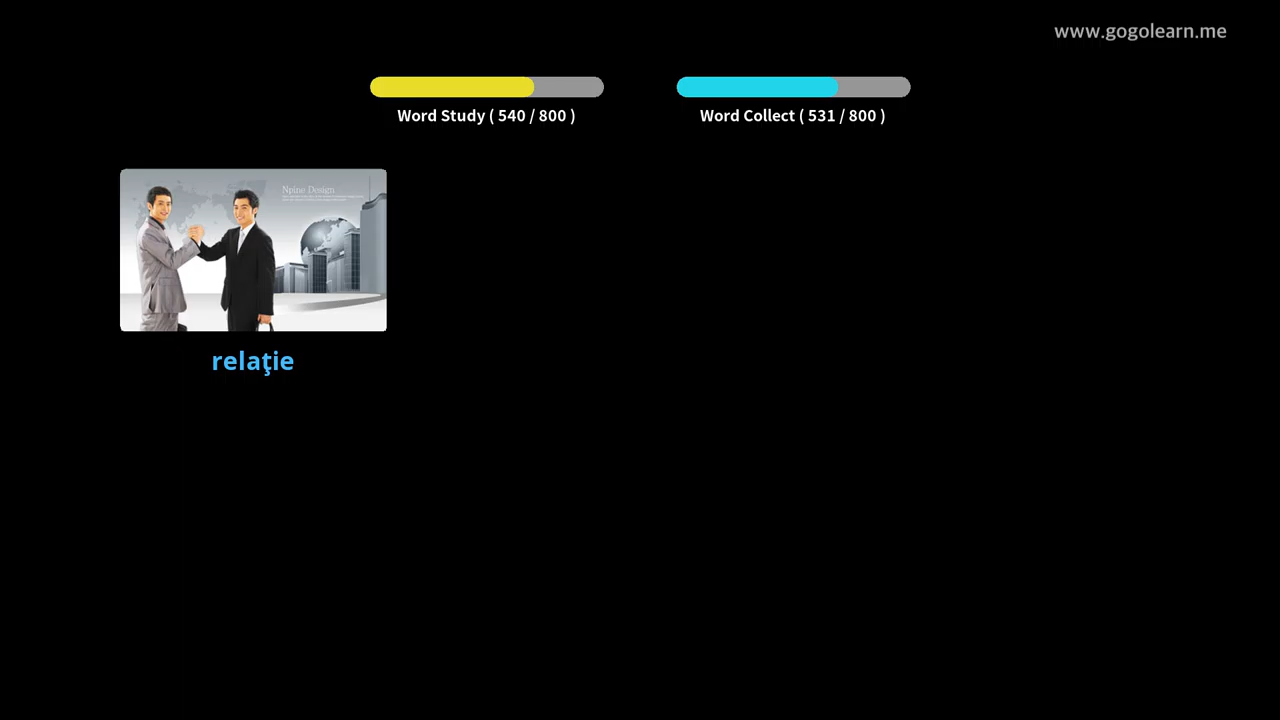 www.gogolearn.me
Word Study ( 540 / 800 )
Word Collect ( 531 / 800 )
Npine Design
relaţie